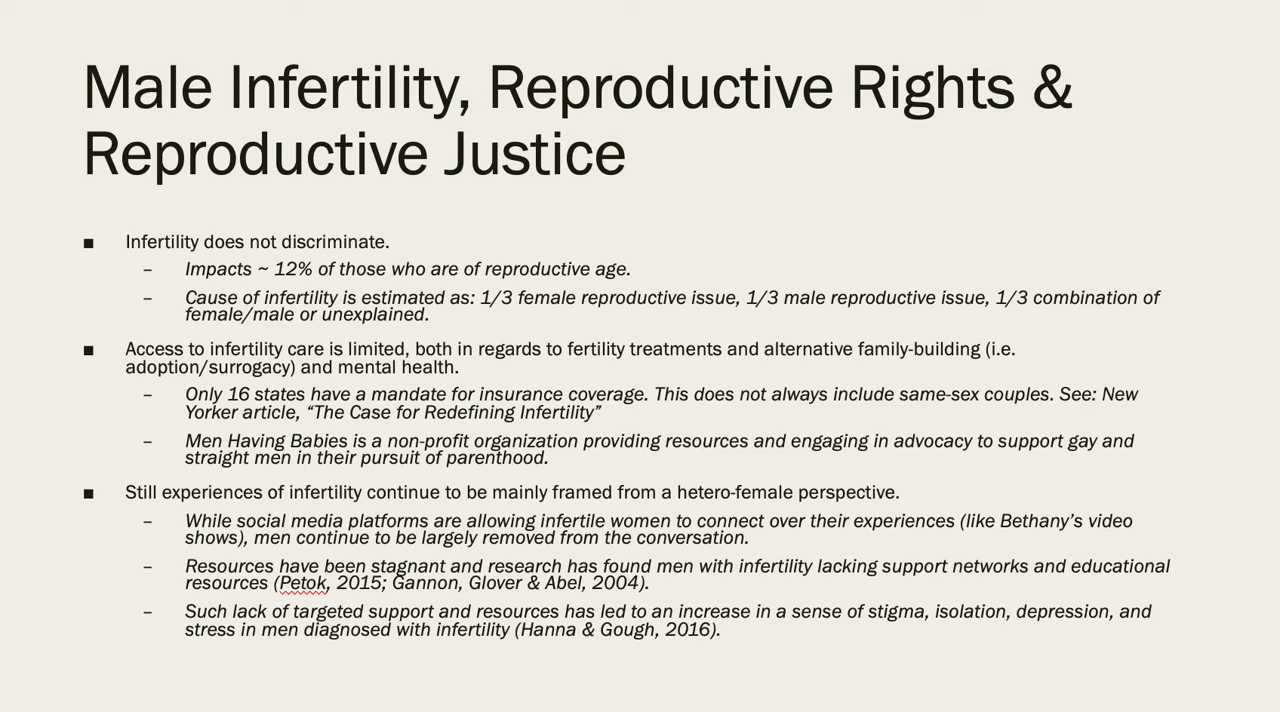 Male Infertility, Reproductive Rights &
Reproductive Justice
■ Infertility does not discriminate.
– Impacts ~ 12% of those who are of reproductive age.
– Cause of infertility is estimated as: 1/3 female reproductive issue, 1/3 male reproductive issue, 1/3 combination of
female/male or unexplained.
■ Access to infertility care is limited, both in regards to fertility treatments and alternative family-building (i.e.
adoption/surrogacy) and mental health.
– Only 16 states have a mandate for insurance coverage. This does not always include same-sex couples. See: New
Yorker article, “The Case for Redefining Infertility”
– Men Having Babies is a non-profit organization providing resources and engaging in advocacy to support gay and
straight men in their pursuit of parenthood.
■ Still experiences of infertility continue to be mainly framed from a hetero-female perspective.
– While social media platforms are allowing infertile women to connect over their experiences (like Bethany’s video
shows), men continue to be largely removed from the conversation.
– Resources have been stagnant and research has found men with infertility lacking support networks and educational
resources (Petok, 2015; Gannon, Glover & Abel, 2004).
– Such lack of targeted support and resources has led to an increase in a sense of stigma, isolation, depression, and
stress in men diagnosed with infertility (Hanna & Gough, 2016).